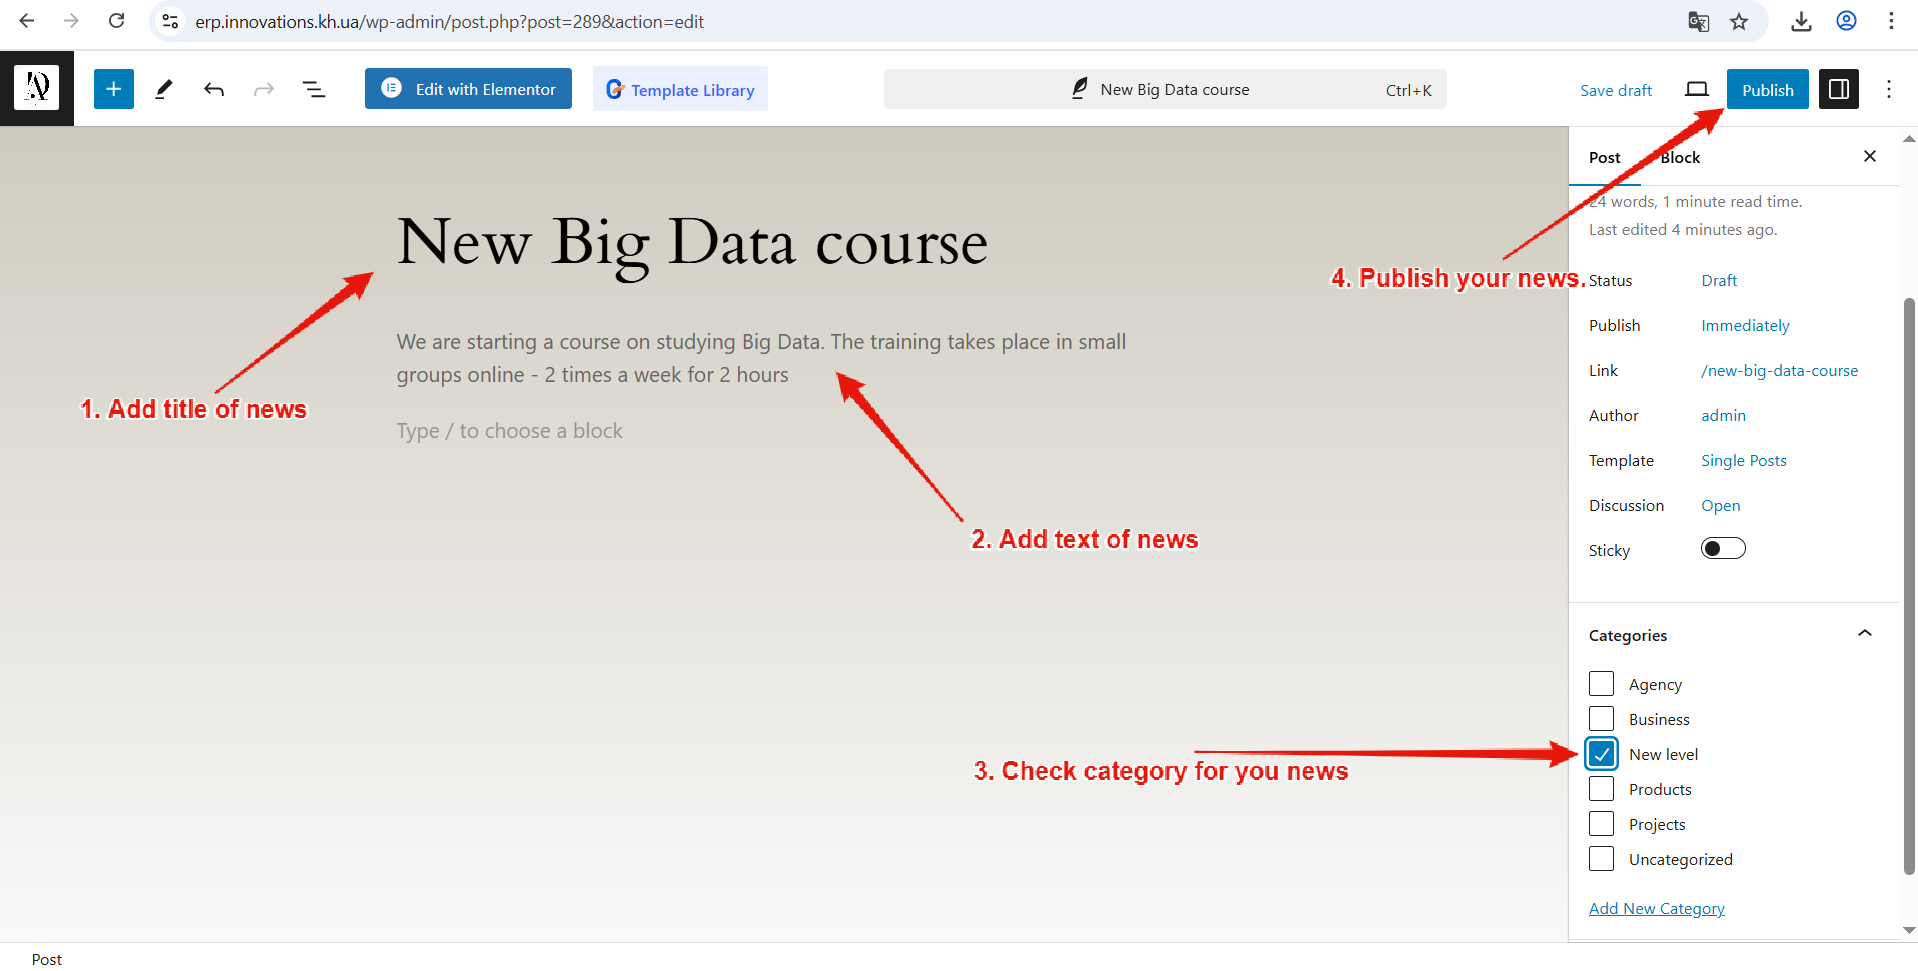 erp.innovations.kh.ua/wp-admin/post.php?post=289&action=edit
Edit with Elementor
Template Library
New Big Data course
Ctrl+K
Save draft
Publish
Post
Block
24 words, 1 minute read time.
Last edited 4 minutes ago.
New Big Data course
4. Publish your news.
Status
Draft
Publish
Immediately
We are starting a course on studying Big Data. The training takes place in small
groups online - 2 times a week for 2 hours
Link
/new-big-data-course
1. Add title of news
Author
admin
Type / to choose a block
Template
Single Posts
Discussion
Open
2. Add text of news
Sticky
Categories
Agency
Business
New level
3. Check category for you news
Products
Projects
Uncategorized
Add New Category
Post